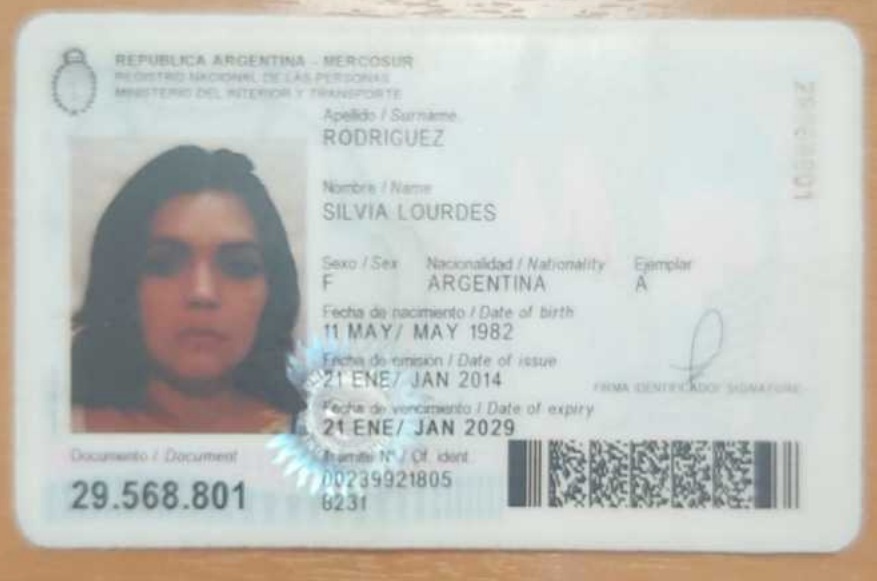 REPUBLICA ARGENTINA - MERCOSUR
REGISTRO NACIONAL DE LAS PERSONAS
MINISTERIO DEL INTERIOR Y TRANSPORTE
Apellido / Surname
RODRIGUEZ
Nombre / Name
SILVIA LOURDES
Sexo / Sex Nacionalidad / Nationality Ejemplar
F ARGENTINA A
Fecha de nacimiento / Date of birth
11 MAY/ MAY 1982
Fecha de emisión / Date of issue
21 ENE/ JAN 2014
FIRMA IDENTIFICADO/ SIGNATURE
Fecha de vencimiento / Date of expiry
21 ENE/ JAN 2029
Documento / Document
29.568.801
Tramite N° / Of. ident.
00239921805
8231